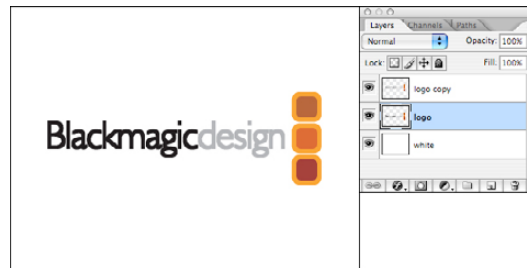 Blackmagicdesign
Layers Channels Paths
Normal Opacity: 100%
Lock: Fill: 100%
logo copy
logo
white